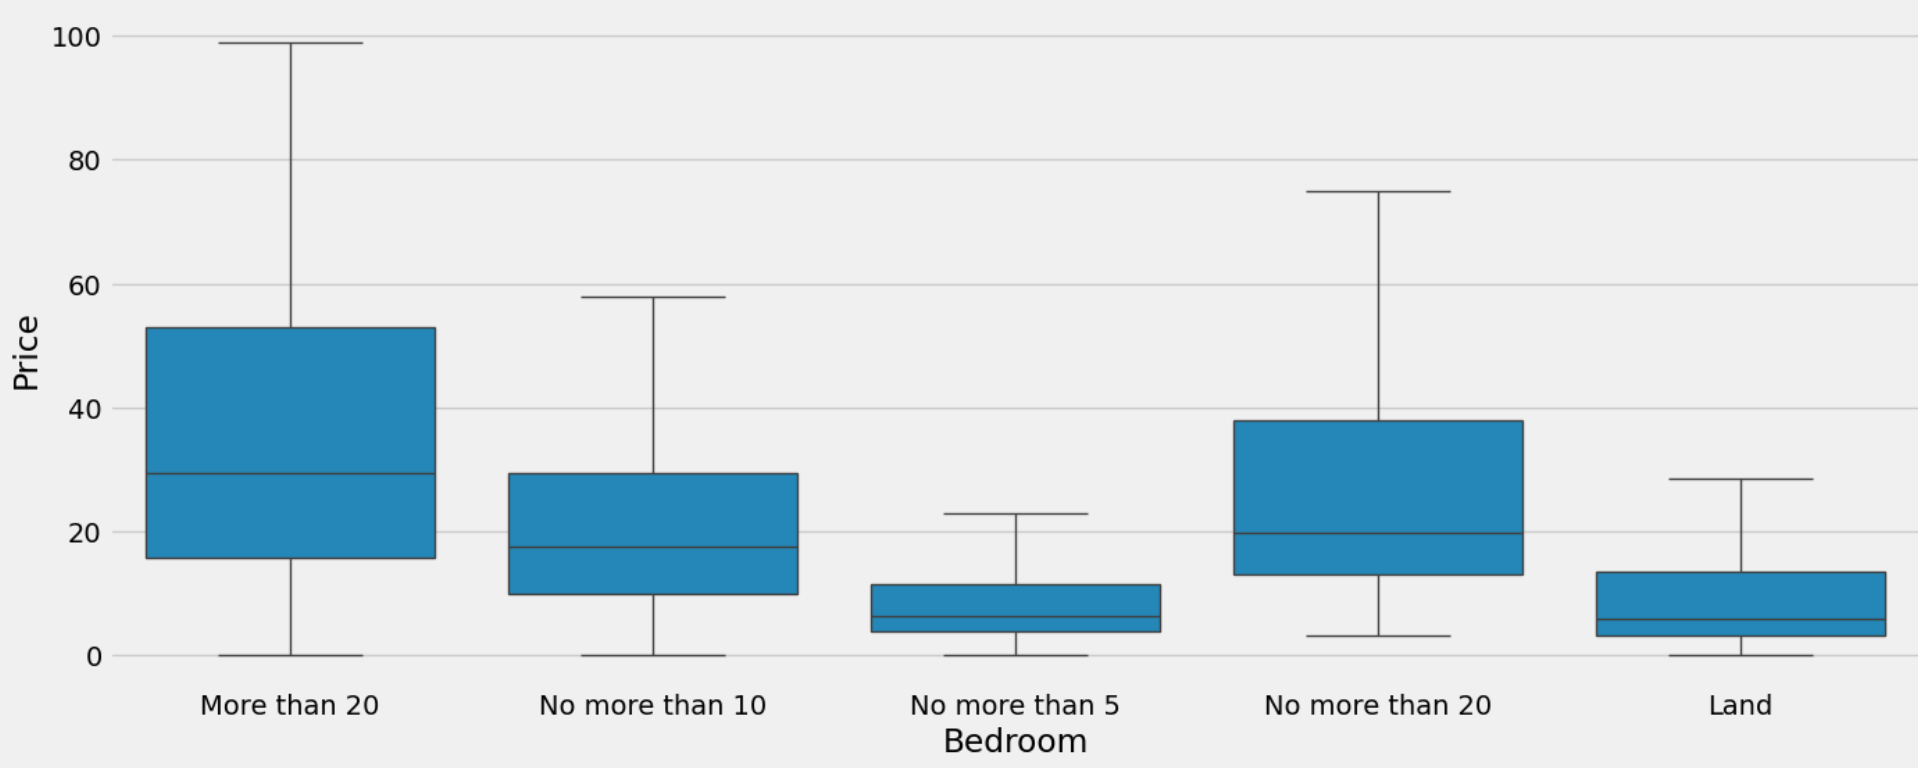 Price
100
80
60
40
20
0
More than 20
No more than 10
No more than 5
No more than 20
Land
Bedroom